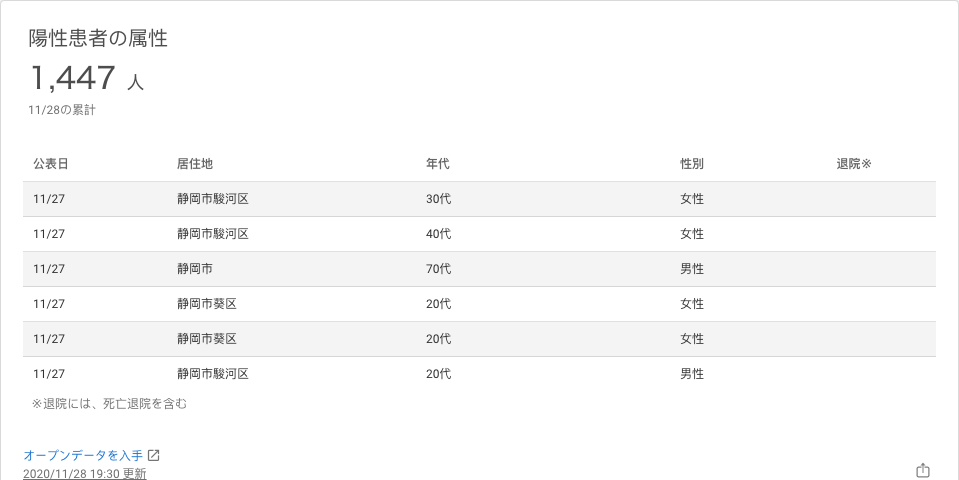 陽性患者の属性
1,447 人
11/28の累計
公表日 居住地 年代 性別 退院※
11/27 静岡市駿河区 30代 女性
11/27 静岡市駿河区 40代 女性
11/27 静岡市 70代 男性
11/27 静岡市葵区 20代 女性
11/27 静岡市葵区 20代 女性
11/27 静岡市駿河区 20代 男性
※退院には、死亡退院を含む
オープンデータを入手
2020/11/28 19:30 更新